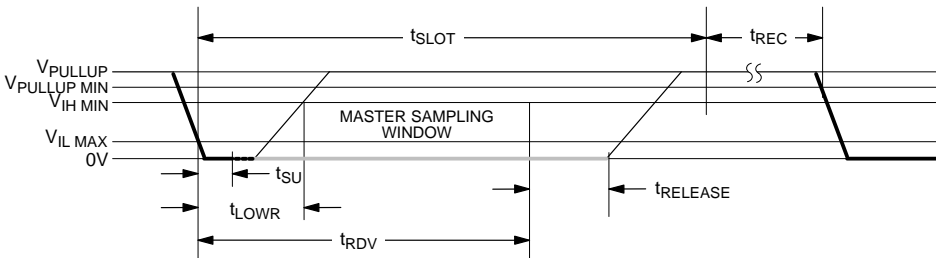 tSLOT
tREC
VPULLUP
VPULLUP MIN
VIH MIN
MASTER SAMPLING
WINDOW
VIL MAX
0V
tSU
tRELEASE
tLOWR
tRDV